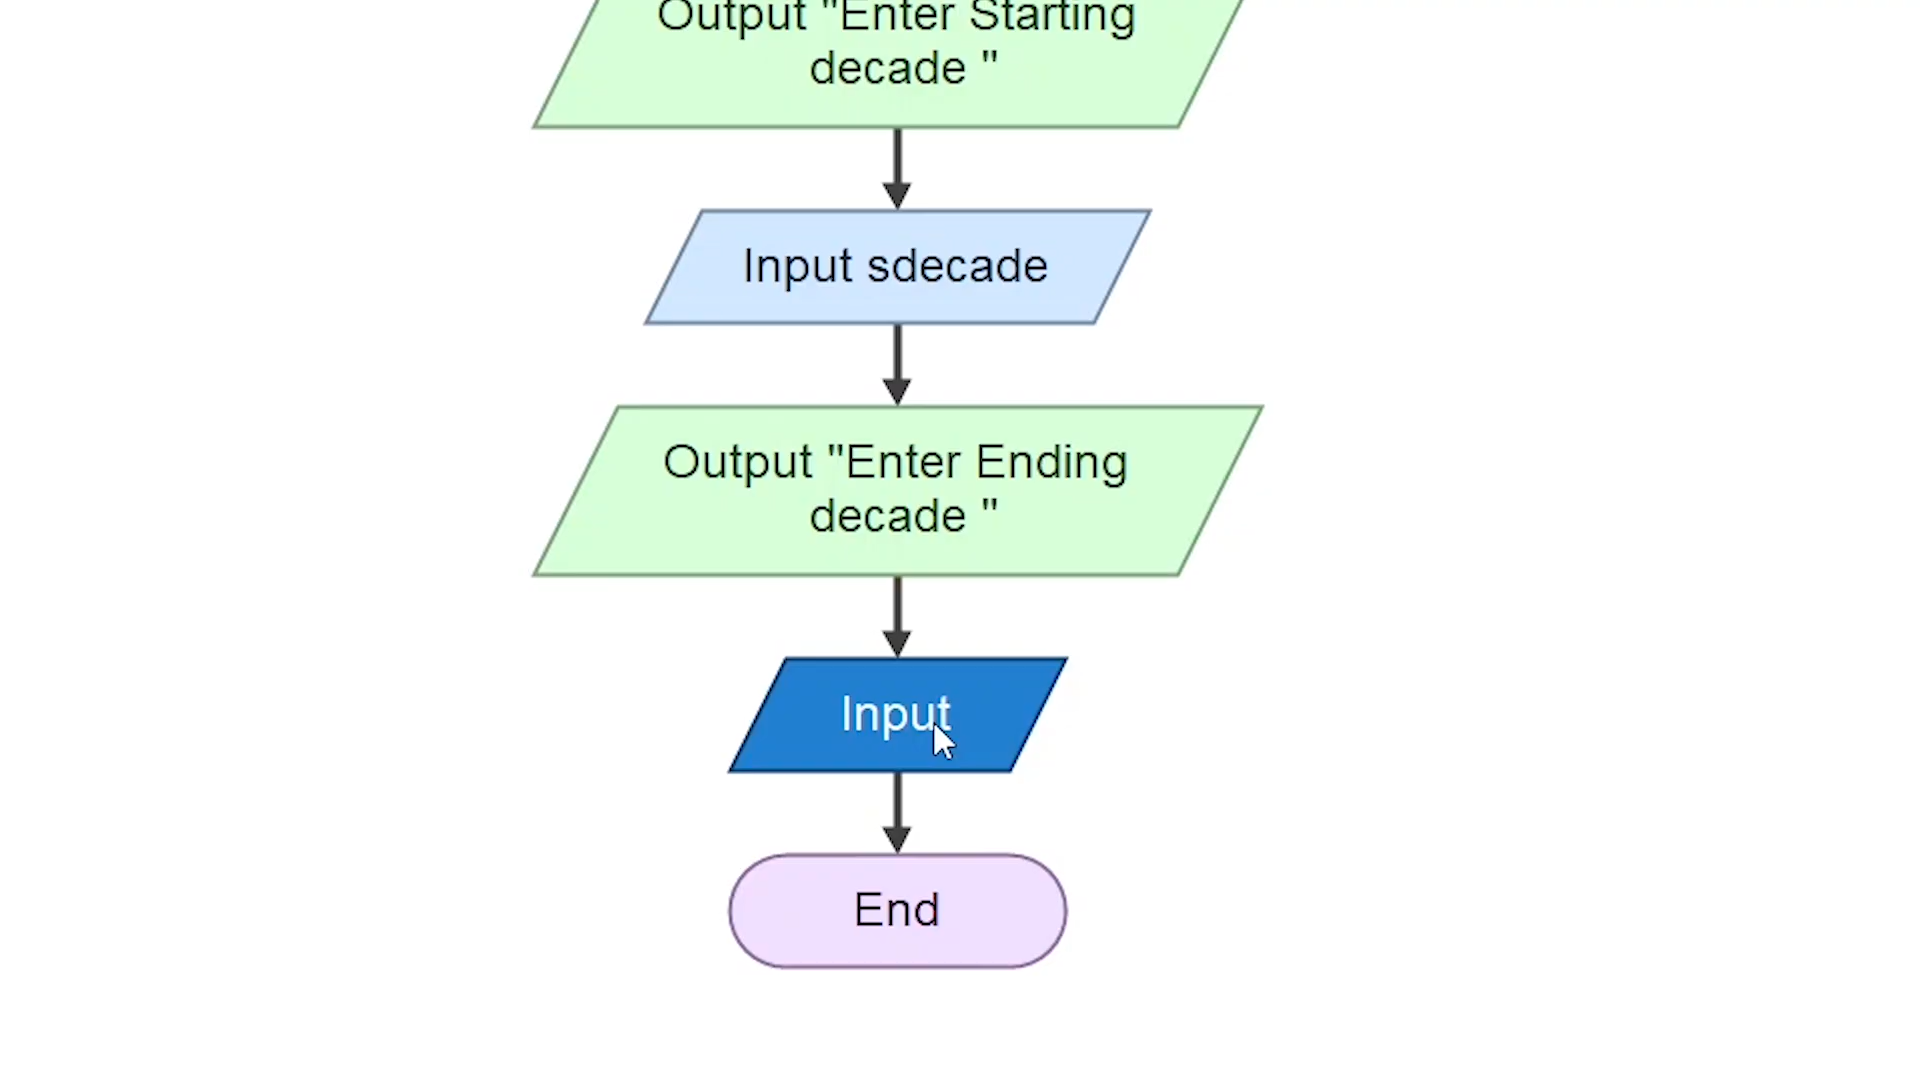 Output "Enter Starting
decade "
Input sdecade
Output "Enter Ending
decade "
Input
End